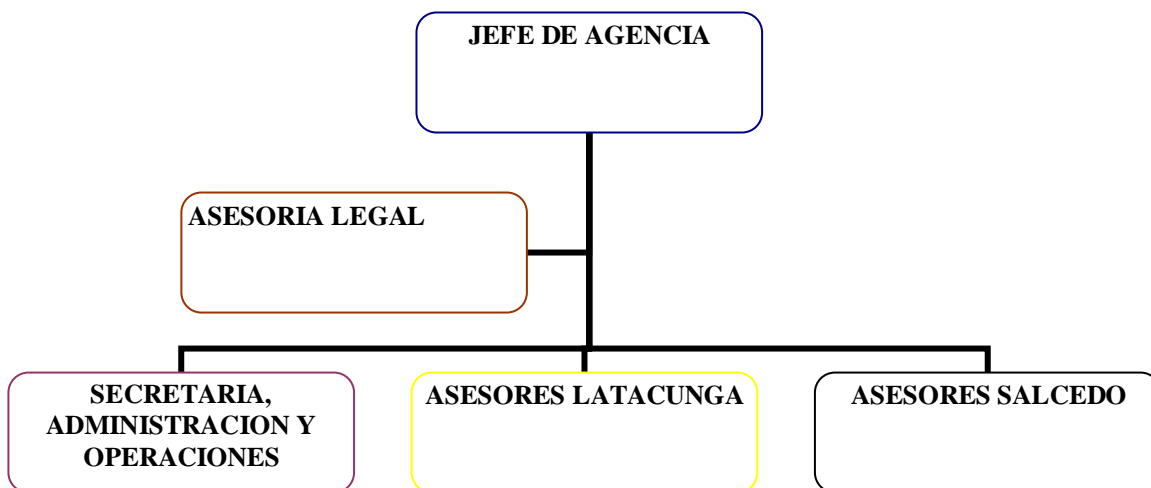 JEFE DE AGENCIA
ASESORIA LEGAL
SECRETARIA,
ADMINISTRACION Y
OPERACIONES
ASESORES LATACUNGA
ASESORES SALCEDO